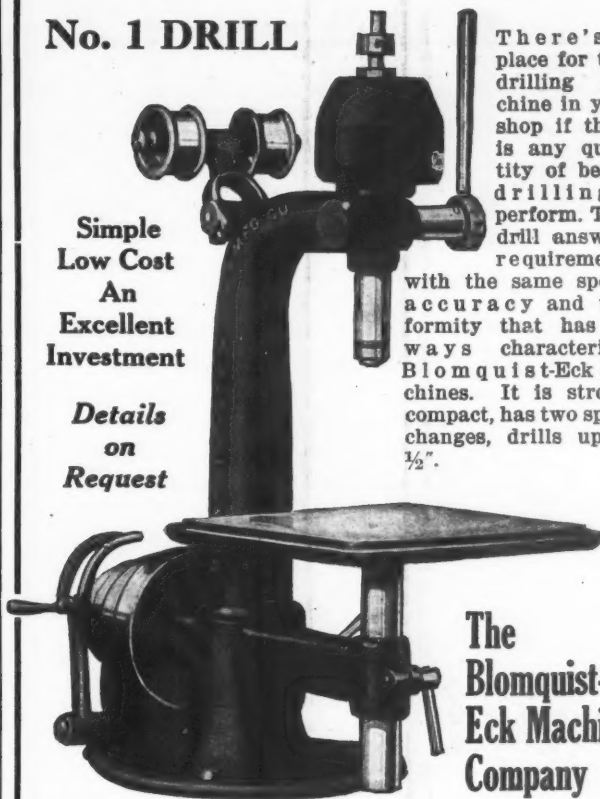 No. 1 DRILL
Simple
Low Cost
An
Excellent
Investment
Details
on
Request
There's
place for t
drilling
chine in y
shop if th
is any qu
tity of be
drilling
perform. T
drill answ
requireme
with the same spe
accuracy and
formity that has
ways characteri
Blomquist-Eck
chines. It is stro
compact, has two sp
changes, drills up
½".
MFG CO
The
Blomquist-
Eck Machi
Company